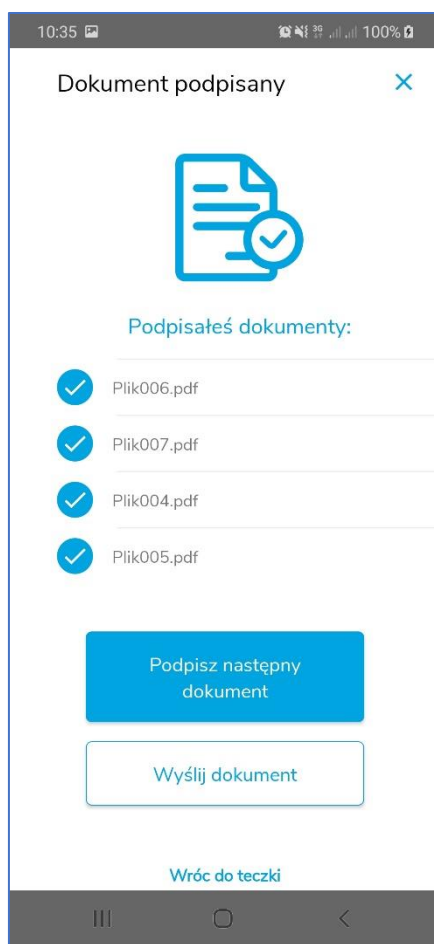 10:35 3G 100%
Dokument podpisany
Podpisałeś dokumenty:
Plik006.pdf
Plik007.pdf
Plik004.pdf
Plik005.pdf
Podpisz następny
dokument
Wyślij dokument
Wróc do teczki